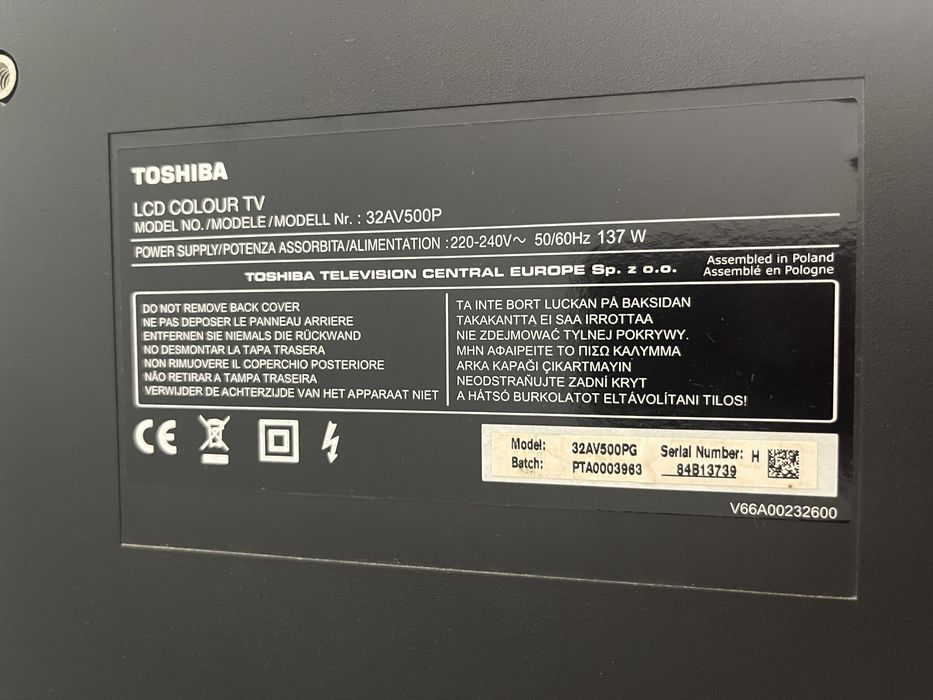 TOSHIBA
LCD COLOUR TV
MODEL NO./MODELE/MODELL Nr. : 32AV500P
POWER SUPPLY/POTENZA ASSORBITA/ALIMENTATION :220-240V～ 50/60Hz 137 W
TOSHIBA TELEVISION CENTRAL EUROPE Sp. z o.o.
Assembled in Poland
Assemblé en Pologne
DO NOT REMOVE BACK COVER
NE PAS DEPOSER LE PANNEAU ARRIERE
ENTFERNEN SIE NIEMALS DIE RÜCKWAND
NO DESMONTAR LA TAPA TRASERA
NON RIMUOVERE IL COPERCHIO POSTERIORE
NÃO RETIRAR A TAMPA TRASEIRA
VERWIJDER DE ACHTERZIJDE VAN HET APPARAAT NIET
TA INTE BORT LUCKAN PÅ BAKSIDAN
TAKAKANTTA EI SAA IRROTTAA
NIE ZDEJMOWAĆ TYLNEJ POKRYWY.
ΜΗΝ ΑΦΑΙΡΕΙΤΕ ΤΟ ΠΙΣΩ ΚΑΛΥΜΜΑ
ARKA KAPAĞI ÇIKARTMAYIN
NEODSTRAŇUJTE ZADNÍ KRYT
A HÁTSÓ BURKOLATOT ELTÁVOLÍTANI TILOS!
CE
Model: 32AV500PG Serial Number: H
Batch: PTA0003963 84B13739
V66A00232600